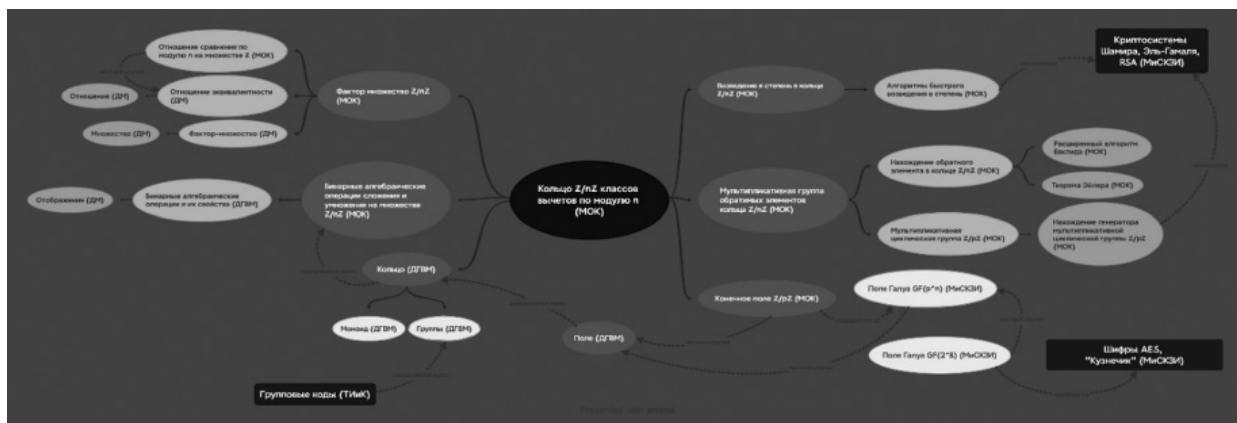 Отношение сравнения по
модулю n на множестве Z (МОК)
Отношение (ДМ)
Отношение эквивалентности
(ДМ)
Множество (ДМ)
Фактор-множество (ДМ)
Фактор множество Z/nZ
(МОК)
Отображения (ДМ)
Бинарные алгебраические
операции и их свойства (ДГВМ)
Бинарные алгебраические
операции сложения и
умножения на множестве
Z/nZ (МОК)
Кольцо (ДГВМ)
Моноид (ДГВМ)
Группы (ДГВМ)
Групповые коды (ТИиК)
Кольцо Z/nZ классов
вычетов по модулю n
(МОК)
Возведение в степень в кольце
Z/nZ (МОК)
Алгоритмы быстрого
возведения в степень (МОК)
Криптосистемы
Шамира, Эль-Гамаля,
RSA (МиСКЗИ)
Мультипликативная группа
обратимых элементов
кольца Z/nZ (МОК)
Нахождение обратного
элемента в кольце Z/nZ (МОК)
Расширенный алгоритм
Евклида (МОК)
Теорема Эйлера (МОК)
Мультипликативная
циклическая группа Z/pZ (МОК)
Нахождение генератора
мультипликативной
циклической группы Z/pZ
(МОК)
Конечное поле Z/pZ (МОК)
Поле Галуа GF(p^n) (МиСКЗИ)
Поле (ДГВМ)
Поле Галуа GF(2^8) (МиСКЗИ)
Шифры AES,
"Кузнечик" (МиСКЗИ)
Presented with xmind